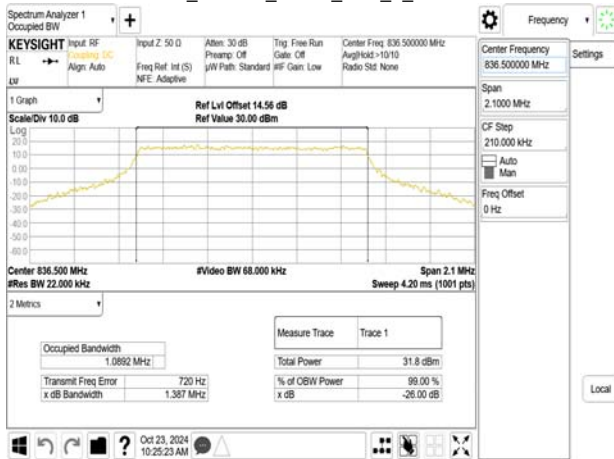 Spectrum Analyzer 1
Occupied BW
+
Frequency
KEYSIGHT
RL
Input: RF
Coupling: DC
Align: Auto
Input Z: 50 Ω
Freq Ref: Int (S)
NFE: Adaptive
Atten: 30 dB
Preamp: Off
µW Path: Standard
Trig: Free Run
Gate: Off
#IF Gain: Low
Center Freq: 836.500000 MHz
Avg|Hold:>10/10
Radio Std: None
Center Frequency
836.500000 MHz
Settings
Span
2.1000 MHz
CF Step
210.000 kHz
Auto
Man
Freq Offset
0 Hz
Local
1 Graph
Scale/Div 10.0 dB
Ref Lvl Offset 14.56 dB
Ref Value 30.00 dBm
Log
20.0
10.0
0.00
-10.0
-20.0
-30.0
-40.0
-50.0
-60.0
Center 836.500 MHz
#Video BW 68.000 kHz
Span 2.1 MHz
#Res BW 22.000 kHz
Sweep 4.20 ms (1001 pts)
2 Metrics
Measure Trace
Trace 1
Occupied Bandwidth
1.0892 MHz
Total Power
31.8 dBm
Transmit Freq Error
720 Hz
% of OBW Power
99.00 %
x dB Bandwidth
1.387 MHz
x dB
-26.00 dB
?
Oct 23, 2024
10:25:23 AM